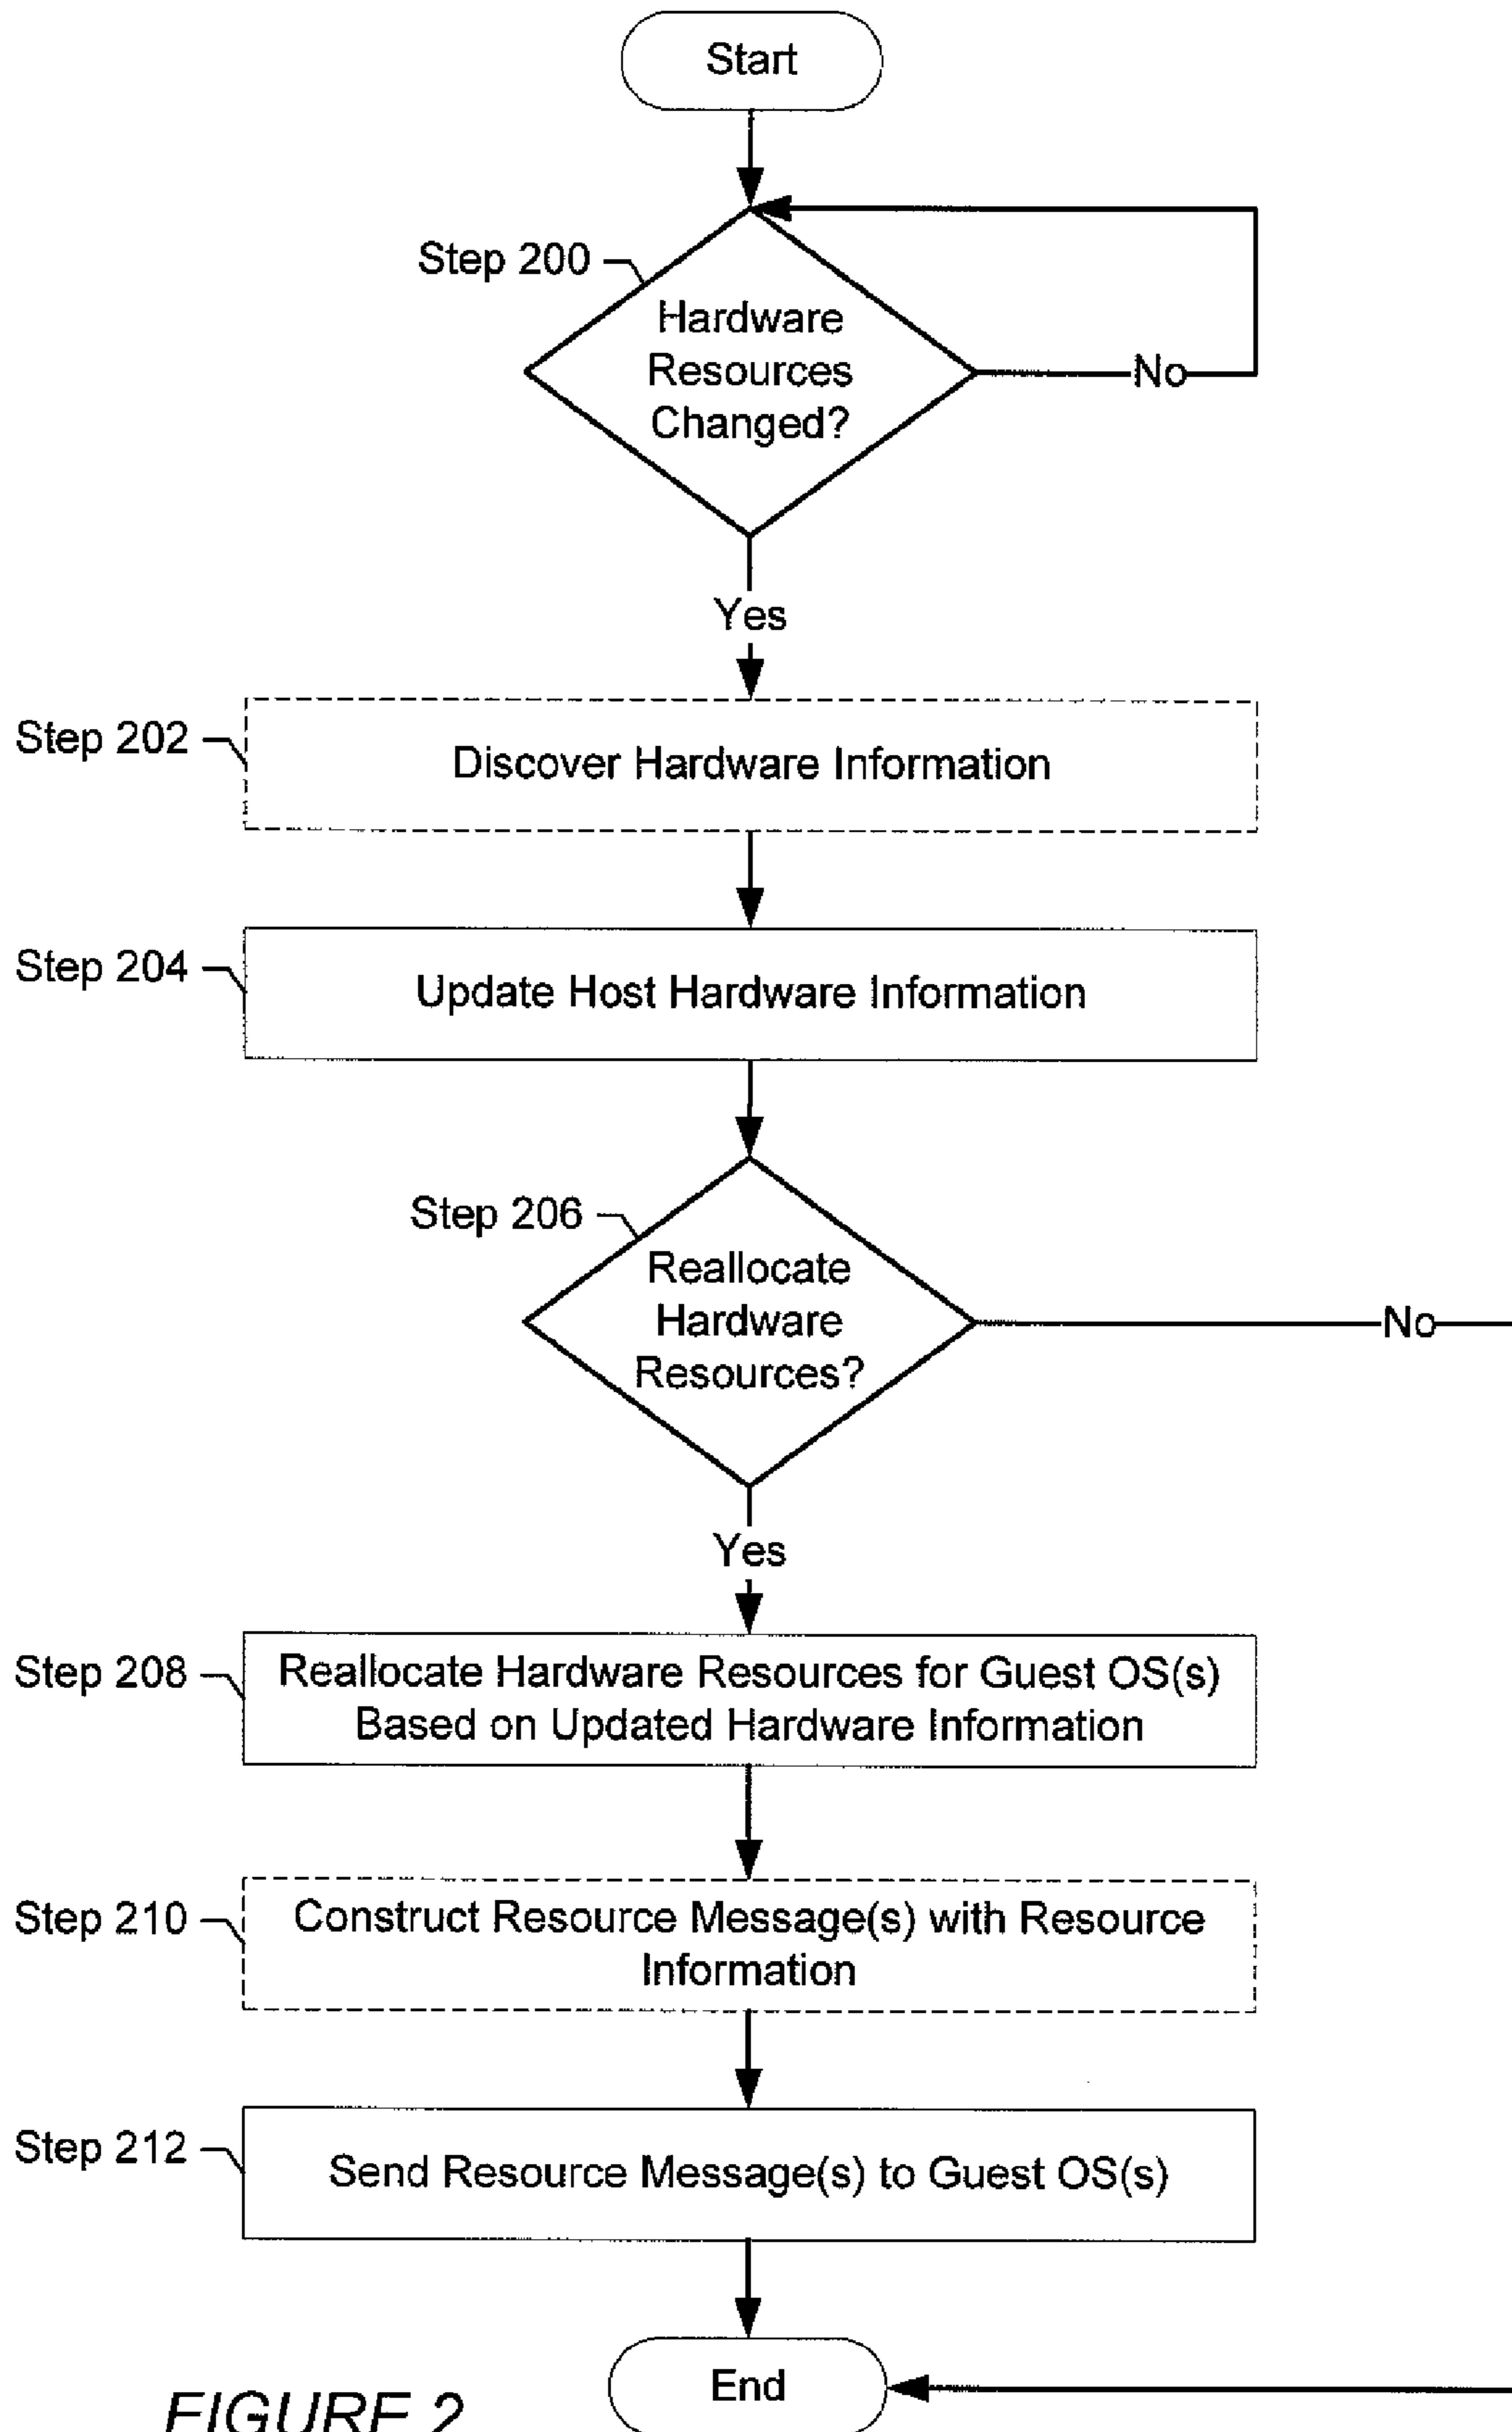 Start
Step 200
Hardware
Resources
Changed?
No
Yes
Step 202
Discover Hardware Information
Step 204
Update Host Hardware Information
Step 206
Reallocate
Hardware
Resources?
No
Yes
Step 208
Reallocate Hardware Resources for Guest OS(s)
Based on Updated Hardware Information
Step 210
Construct Resource Message(s) with Resource
Information
Step 212
Send Resource Message(s) to Guest OS(s)
End
FIGURE 2